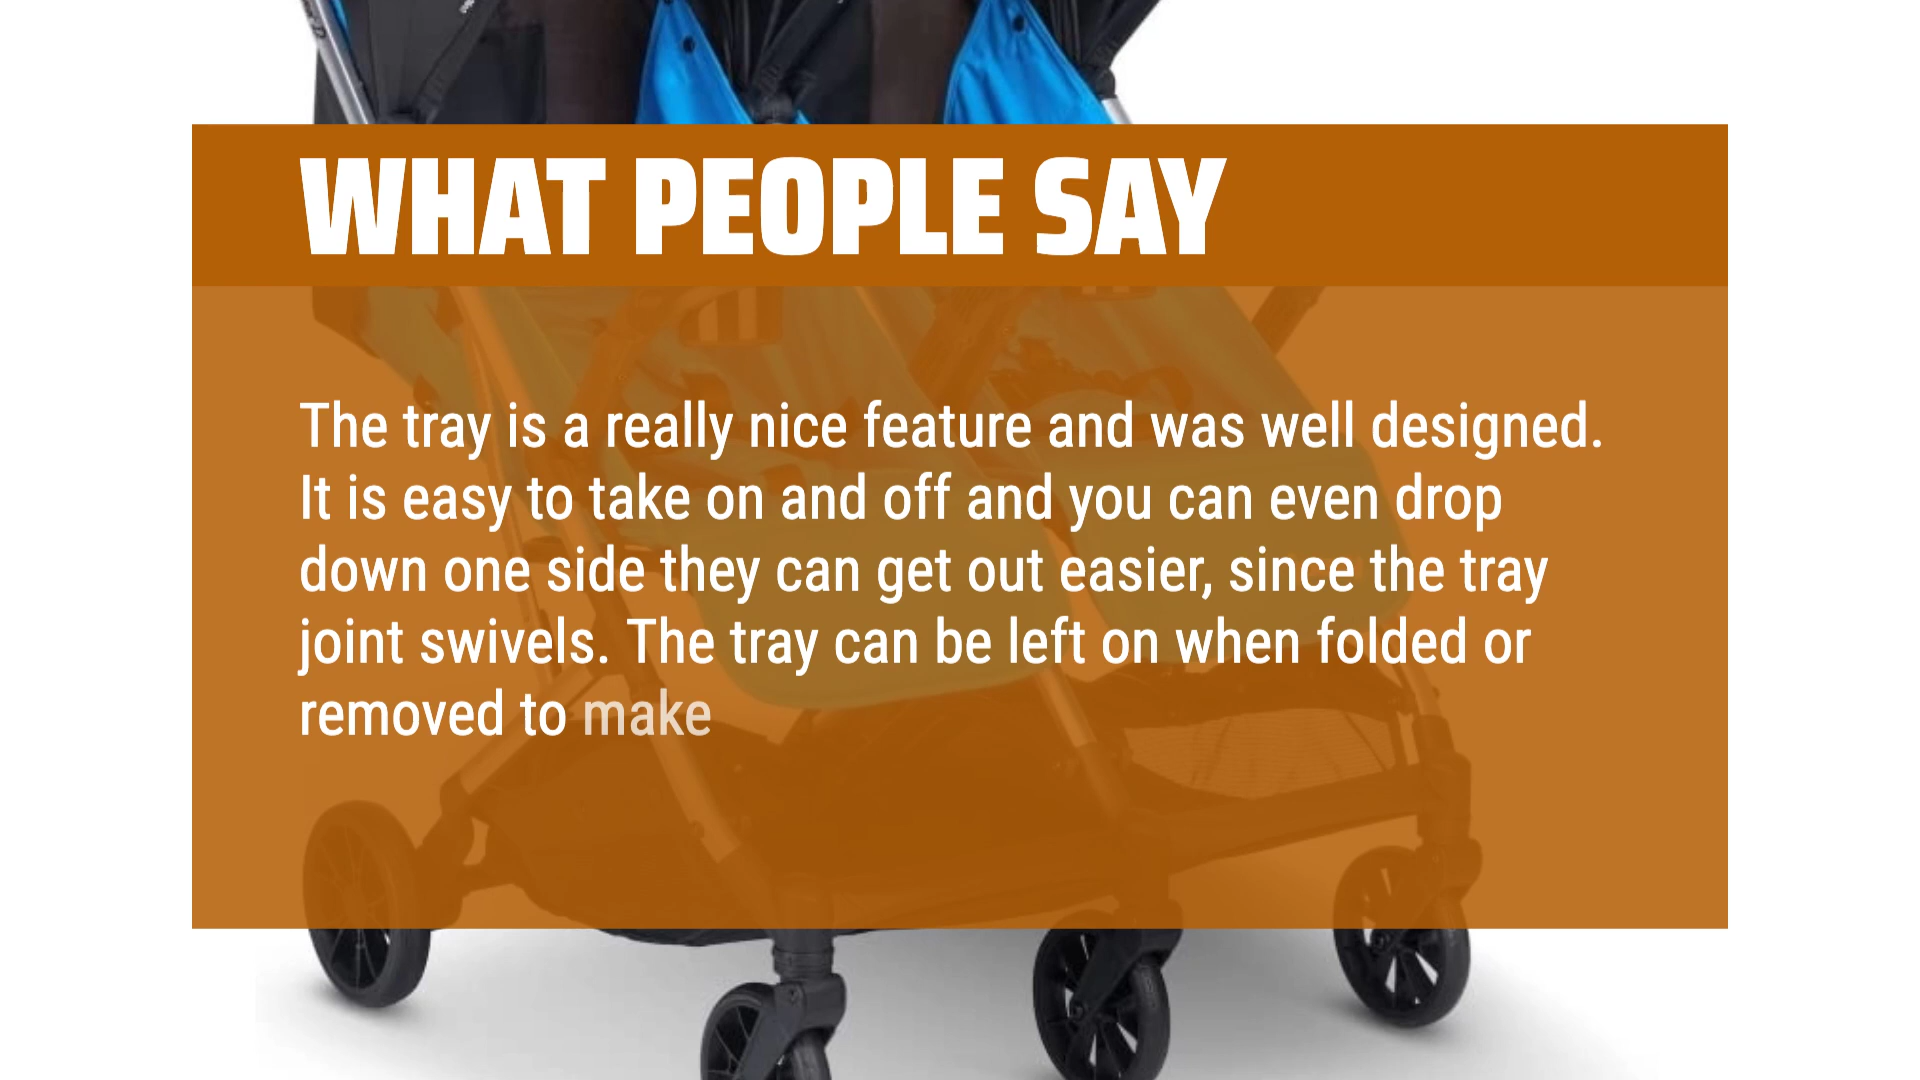 WHAT PEOPLE SAY
The tray is a really nice feature and was well designed.
It is easy to take on and off and you can even drop
down one side they can get out easier, since the tray
joint swivels. The tray can be left on when folded or
removed to make